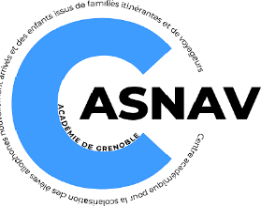 CASNAV
ACADÉMIE DE GRENOBLE
Centre académique pour la scolarisation des élèves allophones nouvellement arrivés et des enfants issus de familles itinérantes et de voyageurs